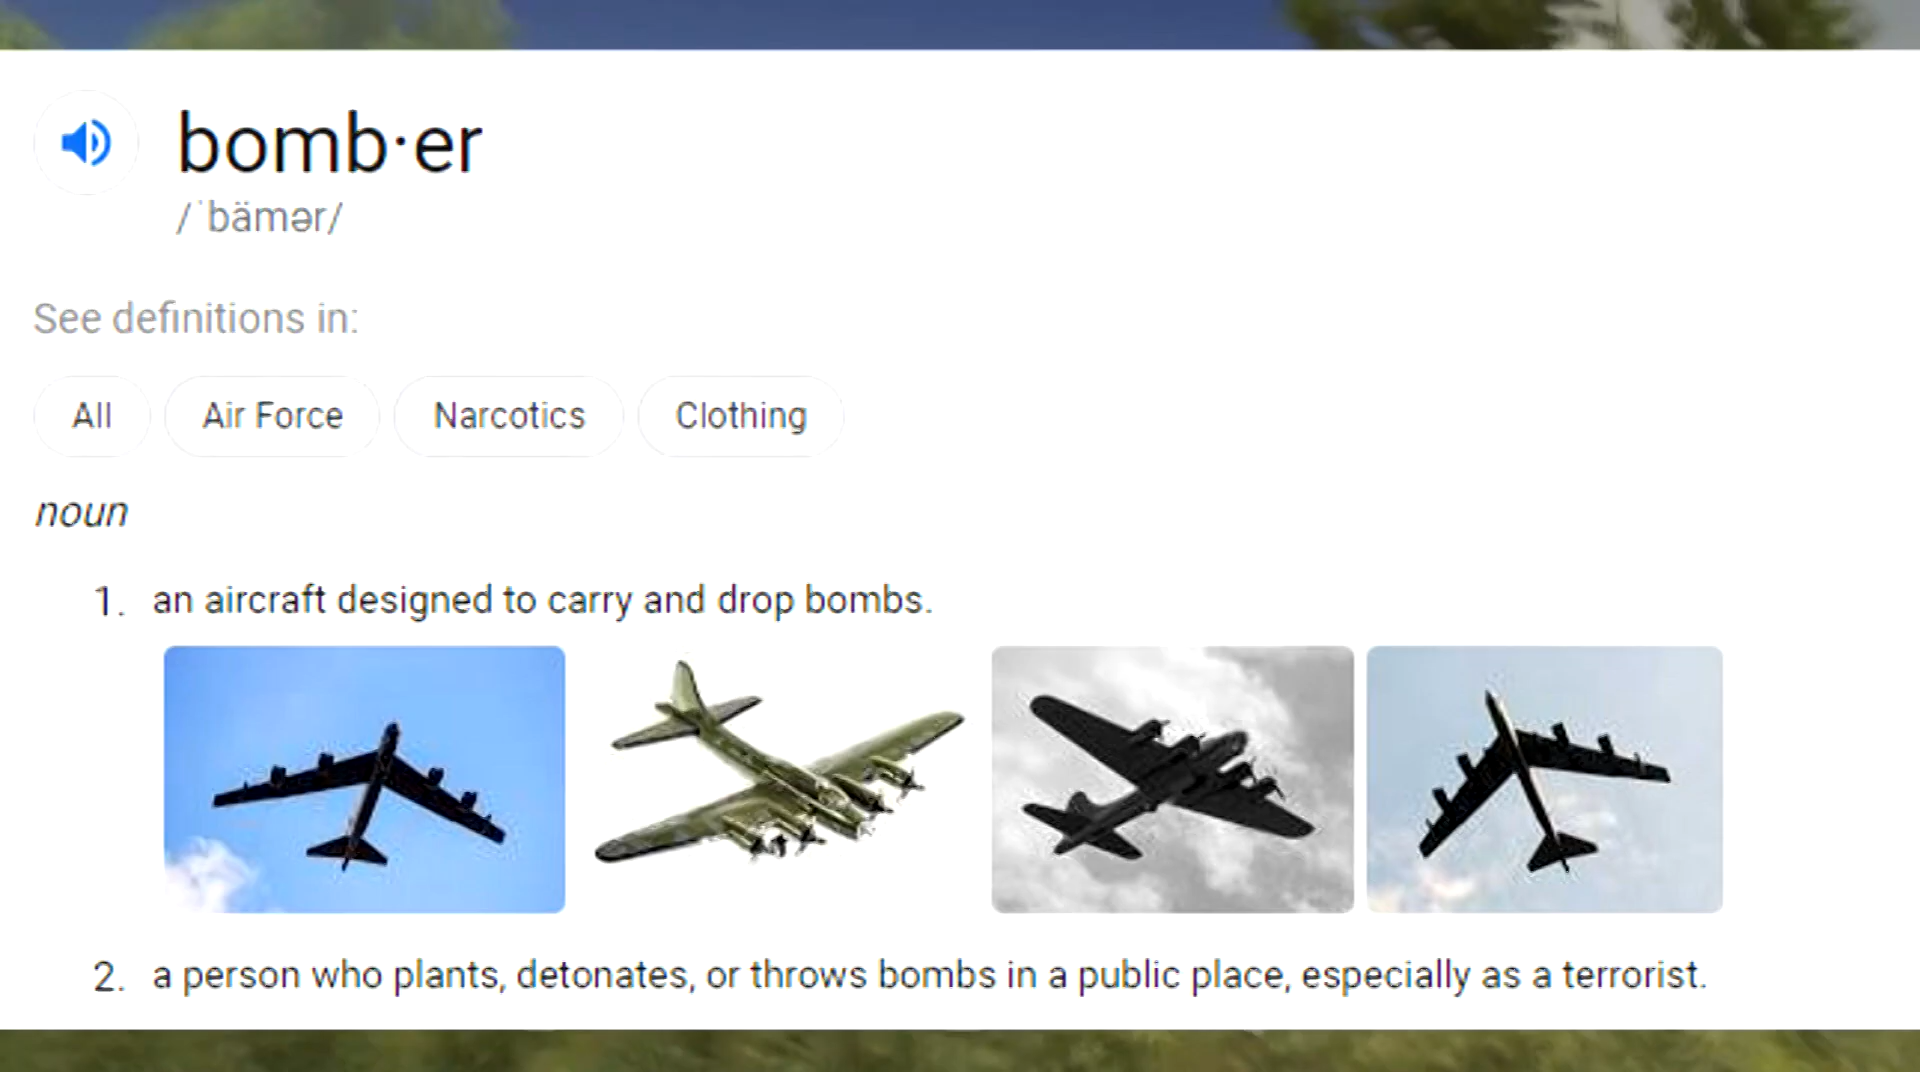 bomb·er
/ˈbämər/
See definitions in:
All Air Force Narcotics Clothing
noun
1. an aircraft designed to carry and drop bombs.
2. a person who plants, detonates, or throws bombs in a public place, especially as a terrorist.